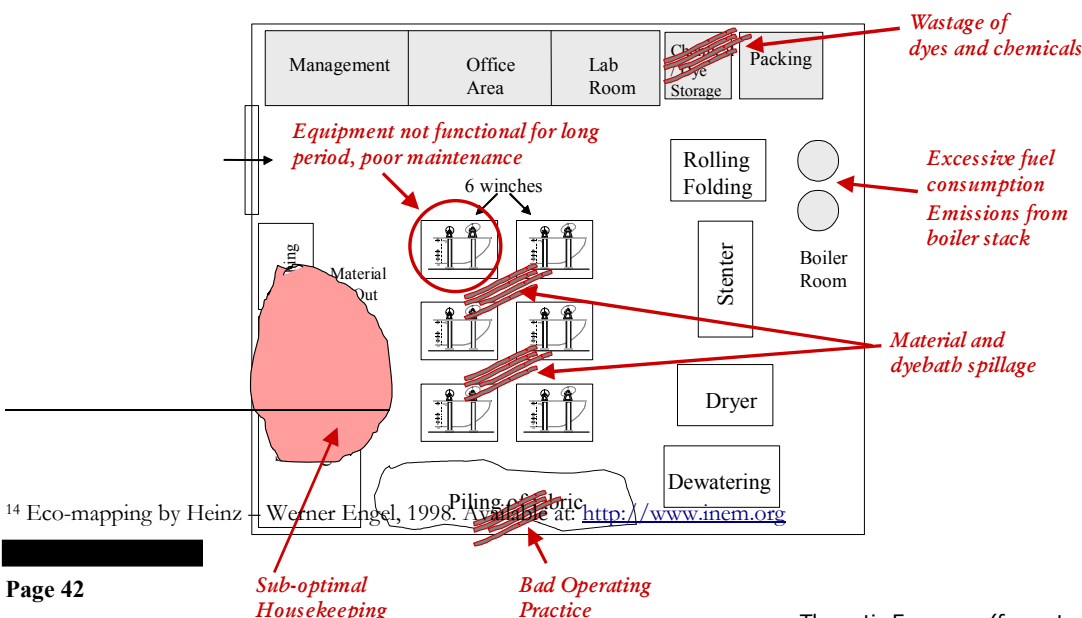 Wastage of
dyes and chemicals
Management
Office
Area
Lab
Room
Storage
Packing
Equipment not functional for long
period, poor maintenance
6 winches
Rolling
Folding
Excessive fuel
consumption
Emissions from
boiler stack
Boiler
Room
Stenter
Material
Out
Material and
dyebath spillage
Dryer
Dewatering
Piling of fabric
14 Eco-mapping by Heinz – Werner Engel, 1998. Available at: http://www.inem.org
Page 42
Sub-optimal
Housekeeping
Bad Operating
Practice